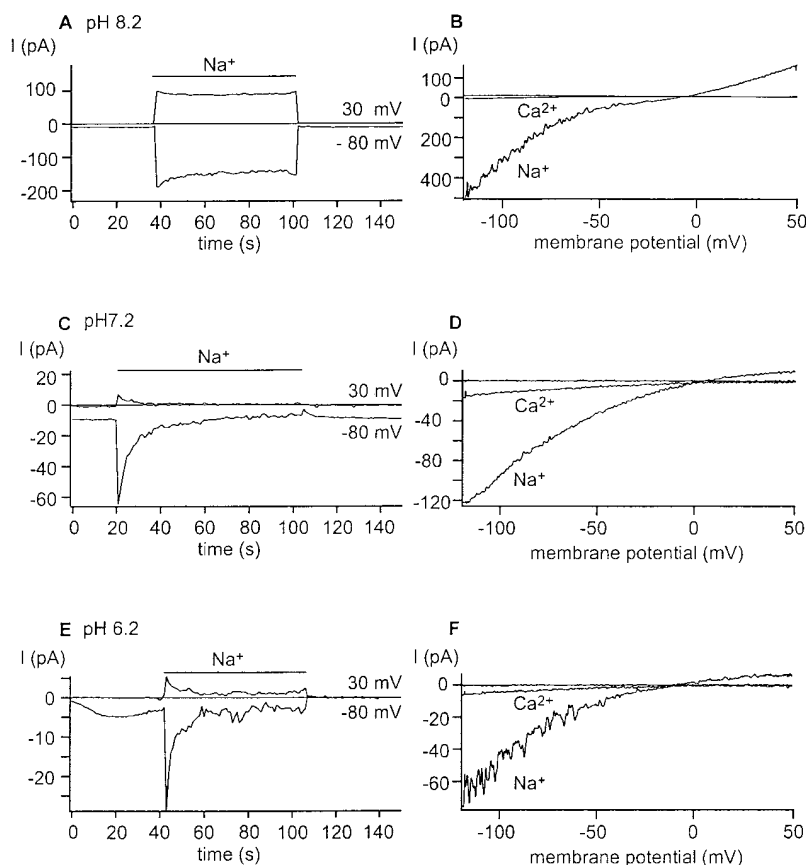 A pH 8.2
I (pA)
Na⁺
100
0
-100
-200
30 mV
- 80 mV
0 20 40 60 80 100 120 140
time (s)
B
I (pA)
100
0
200
400
Ca²⁺
Na⁺
-100 -50 0 50
membrane potential (mV)
C pH7.2
I (pA)
Na⁺
20
0
-20
-40
-60
30 mV
-80 mV
0 20 40 60 80 100 120 140
time (s)
D
I (pA)
0
-40
-80
-120
Ca²⁺
Na⁺
-100 -50 0 50
membrane potential (mV)
E pH 6.2
I (pA)
Na⁺
5
0
-10
-20
30 mV
-80 mV
0 20 40 60 80 100 120 140
time (s)
F
I (pA)
0
-20
-40
-60
Ca²⁺
Na⁺
-100 -50 0 50
membrane potential (mV)